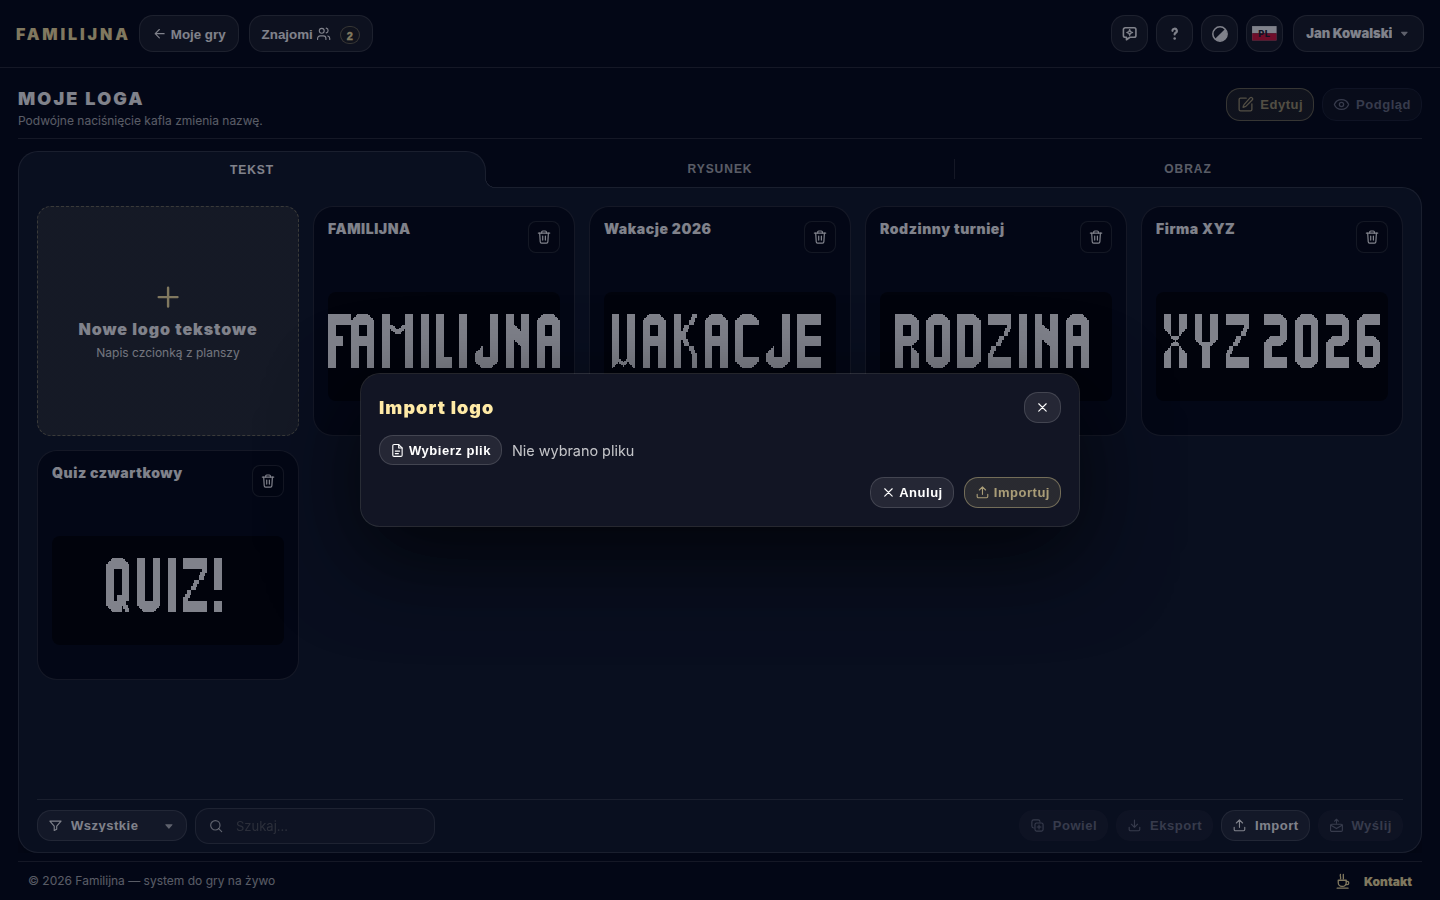 FAMILIJNA
Moje gry
Znajomi 2
?
PL
Jan Kowalski
MOJE LOGA
Podwójne naciśnięcie kafla zmienia nazwę.
Edytuj
Podgląd
TEKST
RYSUNEK
OBRAZ
Nowe logo tekstowe
Napis czcionką z planszy
FAMILIJNA
FAMILIJNA
Wakacje 2026
WAKACJE
Rodzinny turniej
RODZINA
Firma XYZ
XYZ 2026
Quiz czwartkowy
QUIZ!
Import logo
Wybierz plik
Nie wybrano pliku
Anuluj
Importuj
Wszystkie
Szukaj...
Powiel
Eksport
Import
Wyślij
© 2026 Familijna — system do gry na żywo
Kontakt